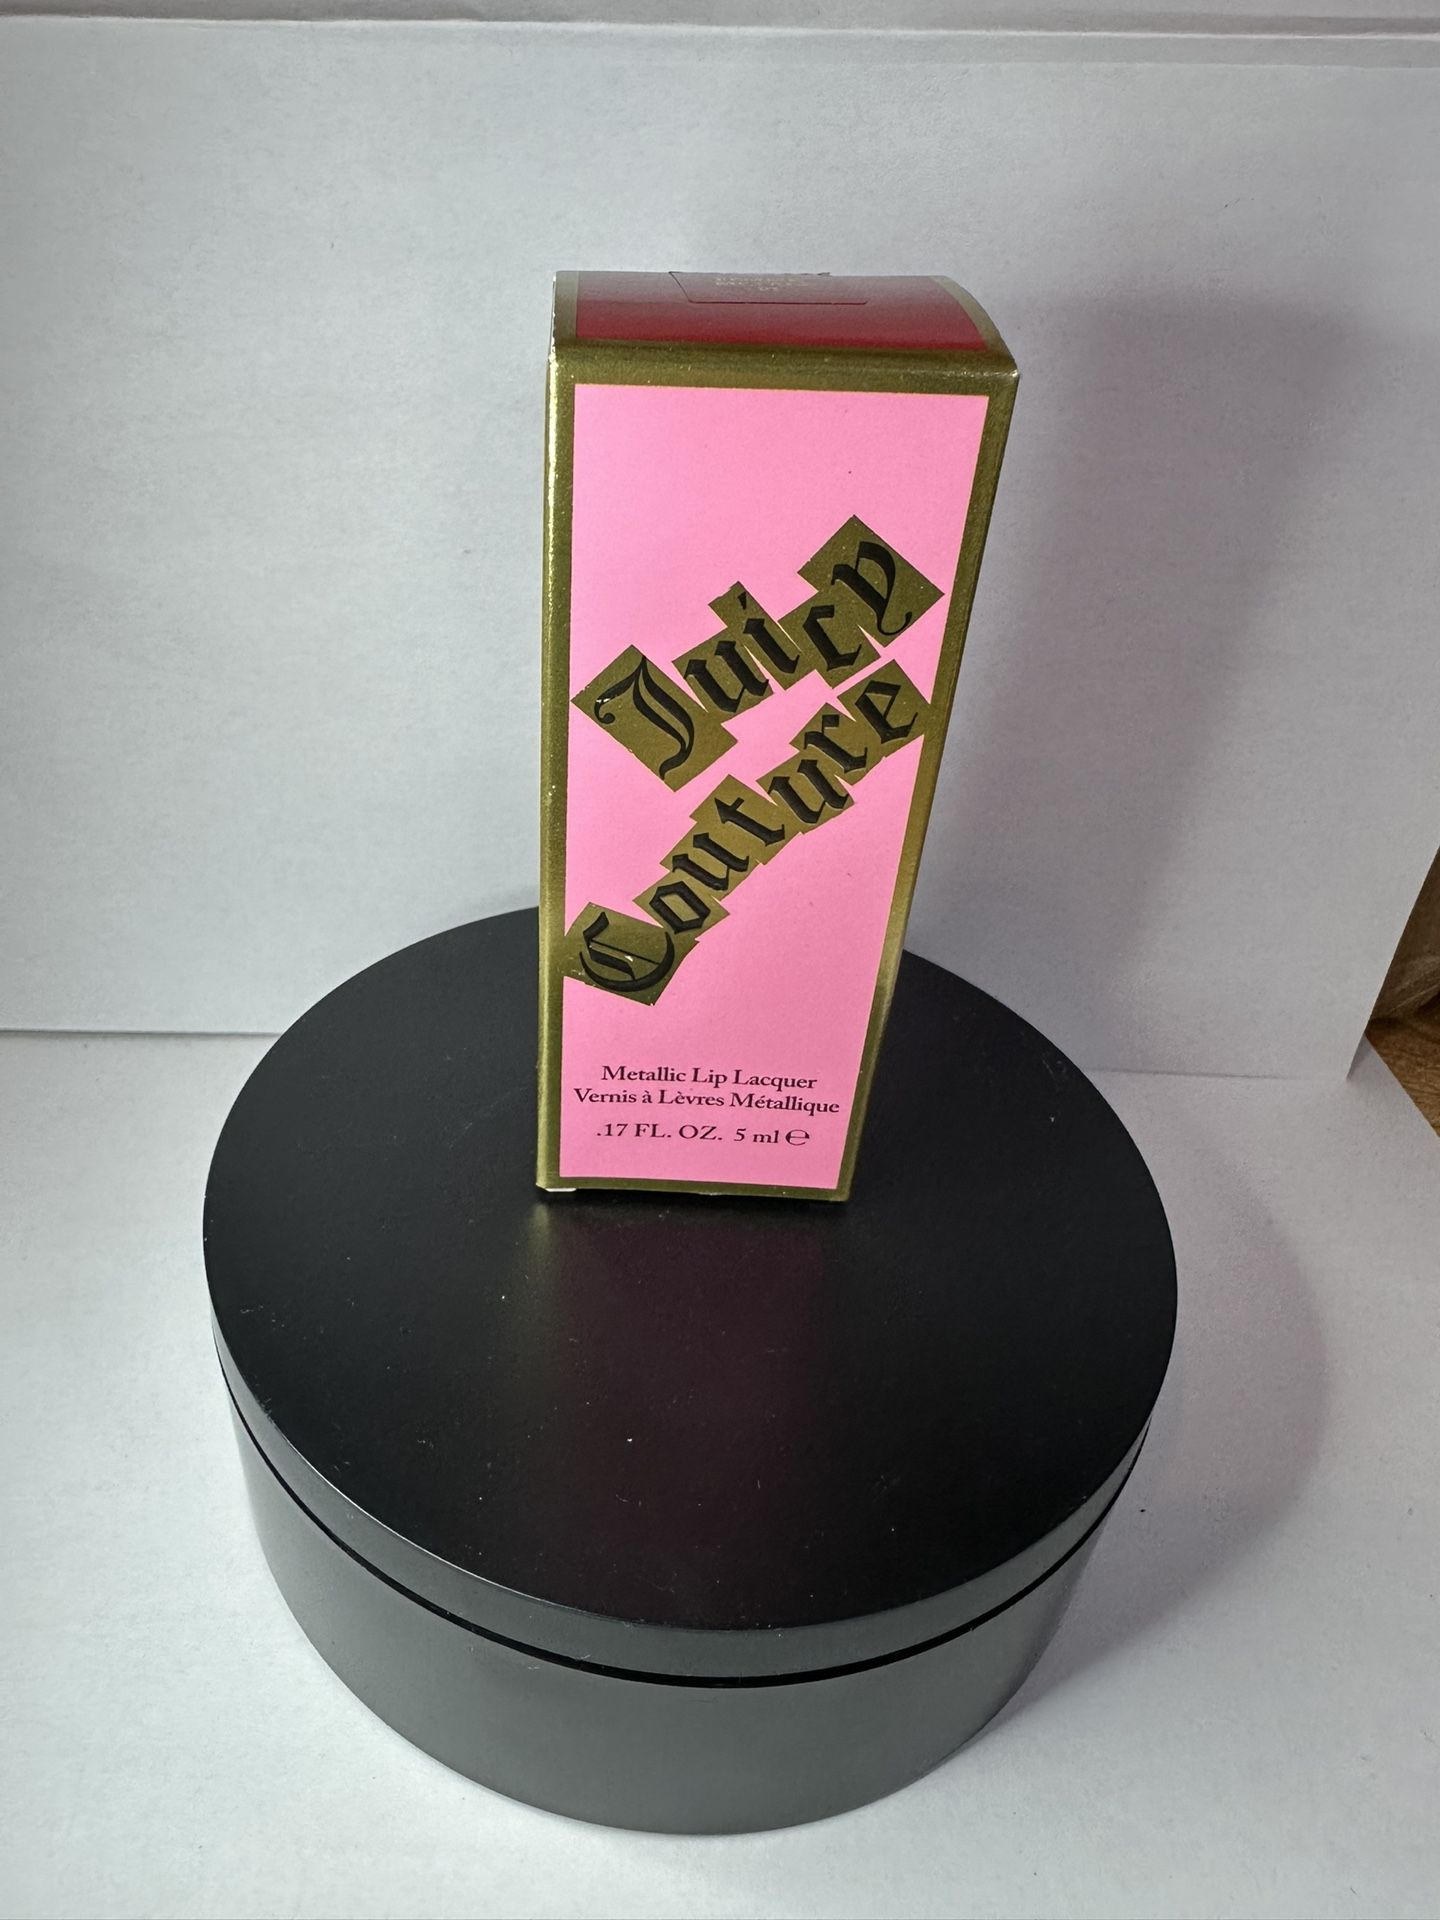 Juicy
Couture
Metallic Lip Lacquer
Vernis à Lèvres Métallique
.17 FL. OZ. 5 ml ℮